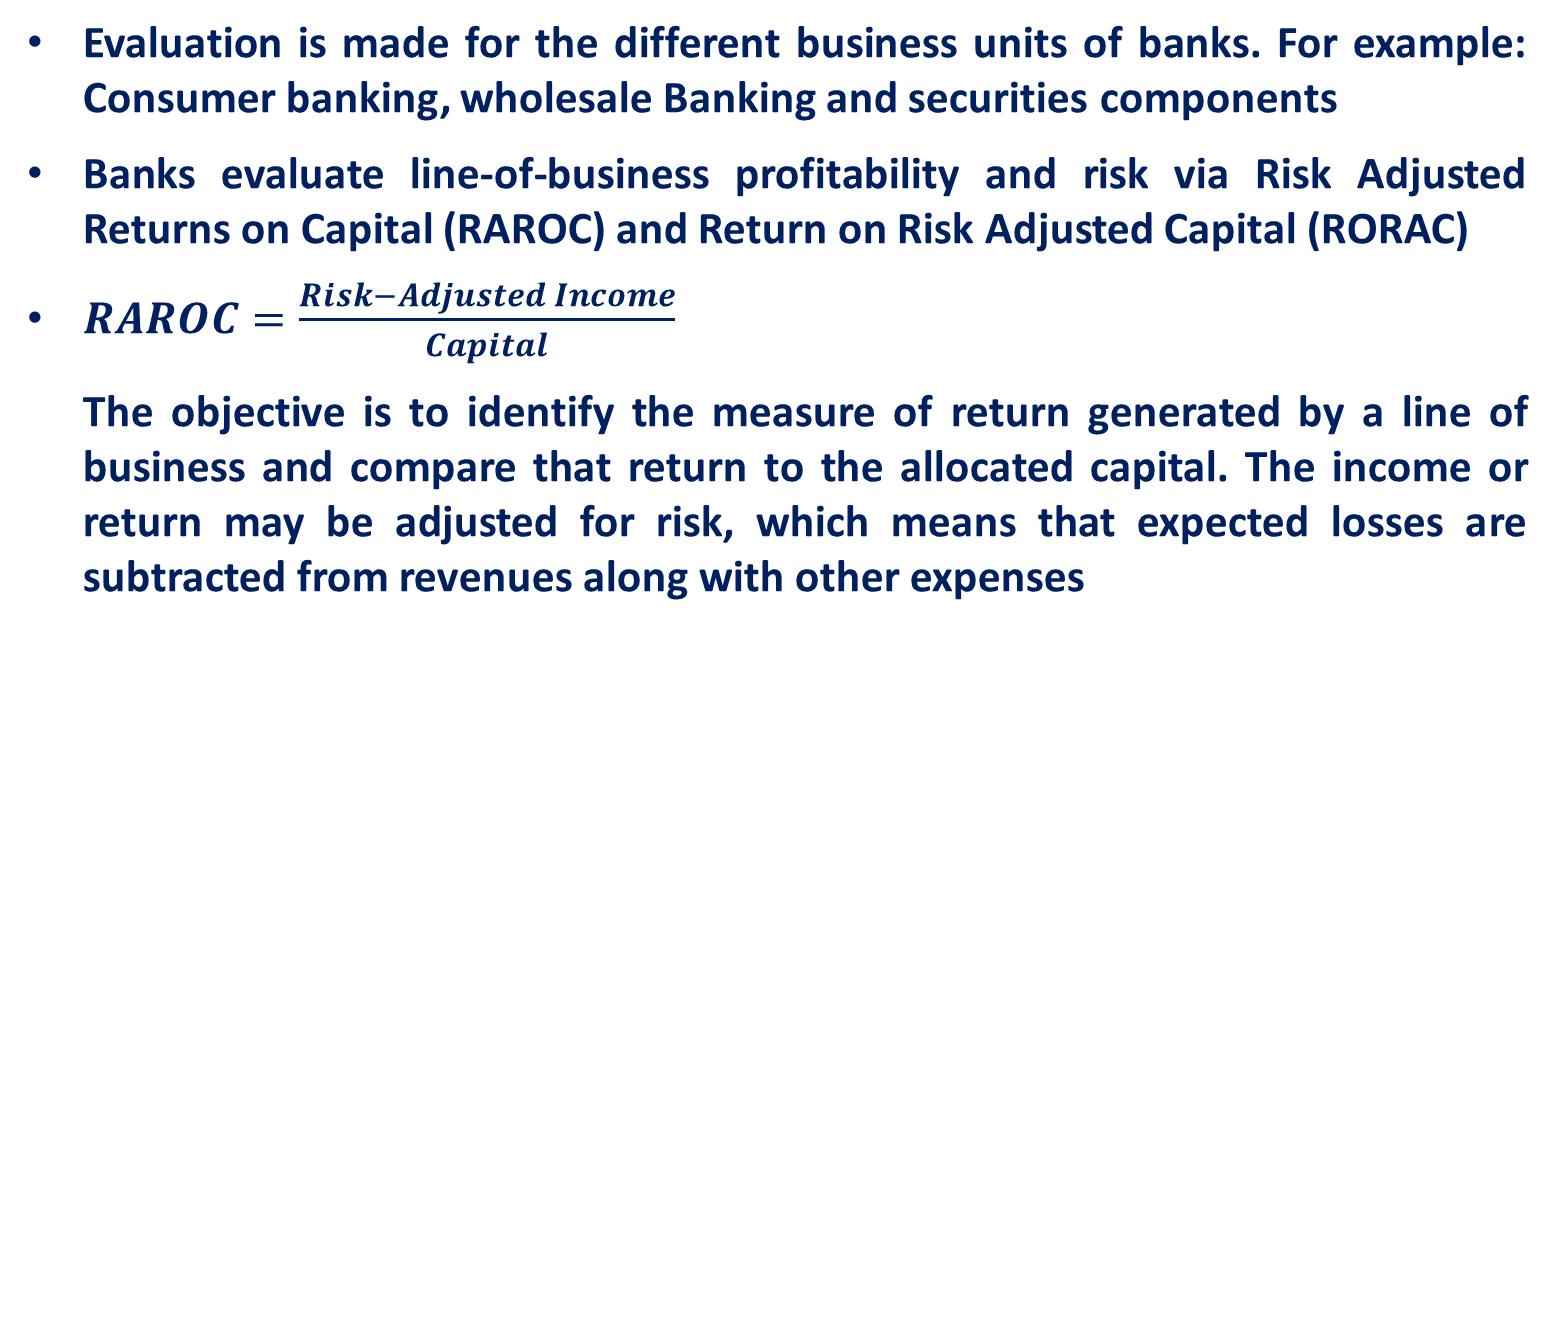 • Evaluation is made for the different business units of banks. For example:
Consumer banking, wholesale Banking and securities components
• Banks evaluate line-of-business profitability and risk via Risk Adjusted
Returns on Capital (RAROC) and Return on Risk Adjusted Capital (RORAC)
• RAROC = Risk−Adjusted Income / Capital
The objective is to identify the measure of return generated by a line of
business and compare that return to the allocated capital. The income or
return may be adjusted for risk, which means that expected losses are
subtracted from revenues along with other expenses